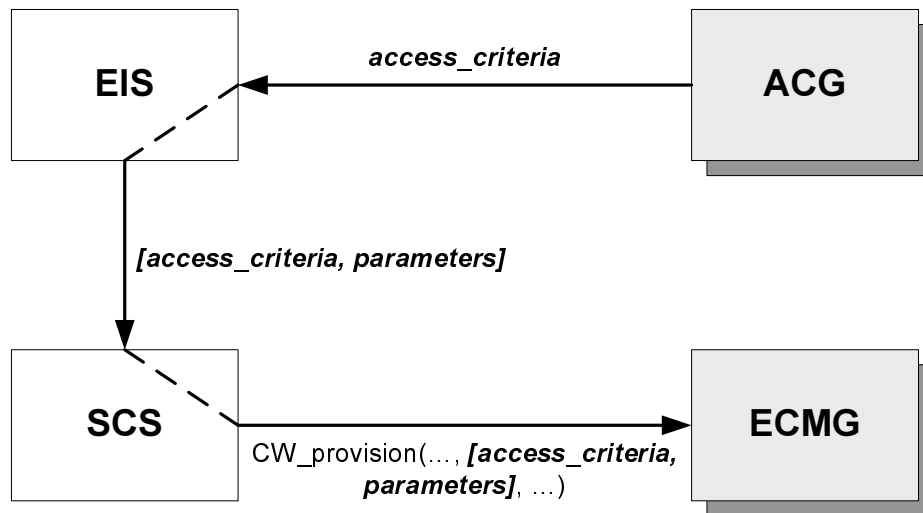 EIS
access_criteria
ACG
[access_criteria, parameters]
SCS
CW_provision(…, [access_criteria,
parameters], …)
ECMG